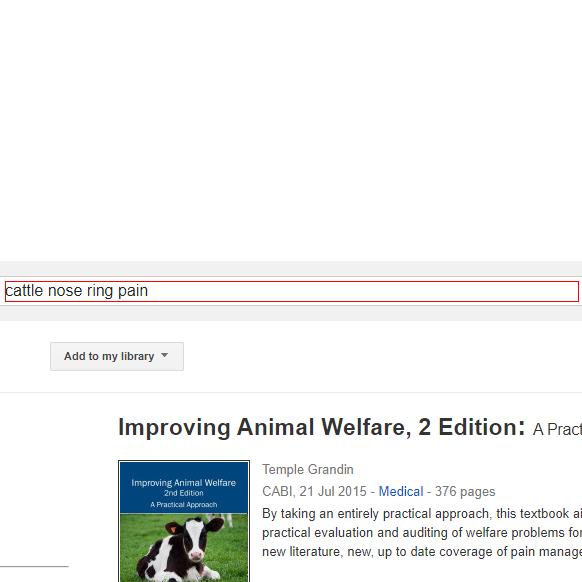 cattle nose ring pain
Add to my library
Improving Animal Welfare, 2 Edition: A Pract
Temple Grandin
CABI, 21 Jul 2015 - Medical - 376 pages
By taking an entirely practical approach, this textbook ai
practical evaluation and auditing of welfare problems for
new literature, new, up to date coverage of pain manage
Improving Animal Welfare
2nd Edition
A Practical Approach